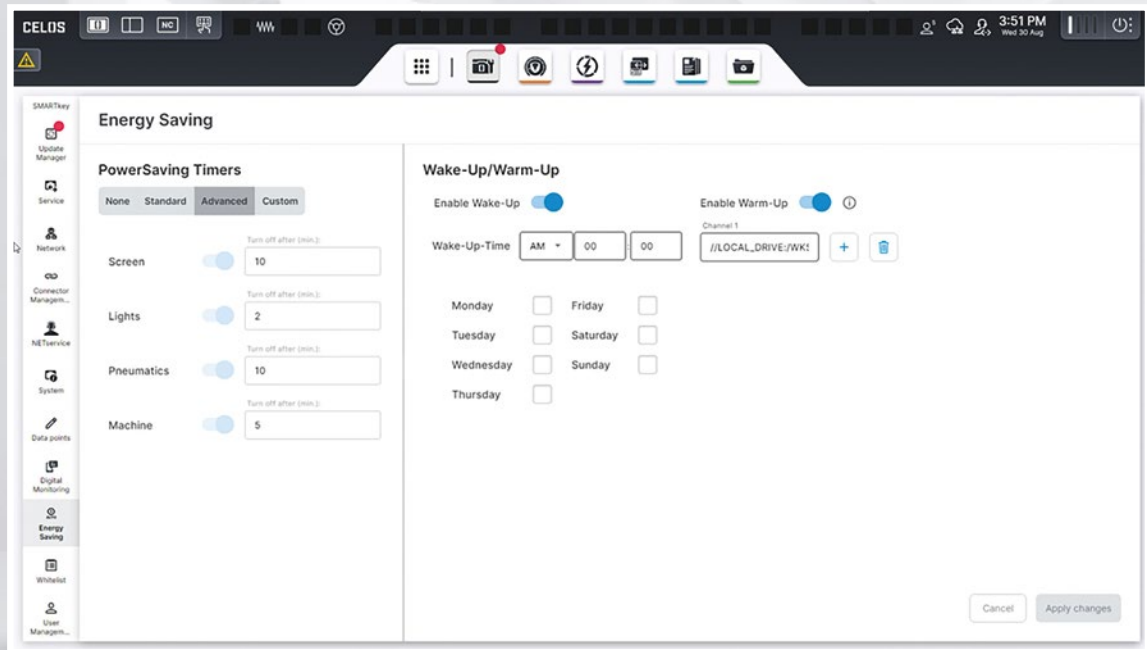 CELOS
NC
3:51 PM
Wed 30 Aug
SMARTkey
Update
Manager
Service
Network
Connector
Managem...
NETservice
System
Data points
Digital
Monitoring
Energy
Saving
Whitelist
User
Managem...
Energy Saving
PowerSaving Timers
None Standard Advanced Custom
Turn off after (min.):
Screen 10
Turn off after (min.):
Lights 2
Turn off after (min.):
Pneumatics 10
Turn off after (min.):
Machine 5
Wake-Up/Warm-Up
Enable Wake-Up Enable Warm-Up
Channel 1
Wake-Up-Time AM 00 : 00 //LOCAL_DRIVE:/WKS
Monday Friday
Tuesday Saturday
Wednesday Sunday
Thursday
Cancel Apply changes